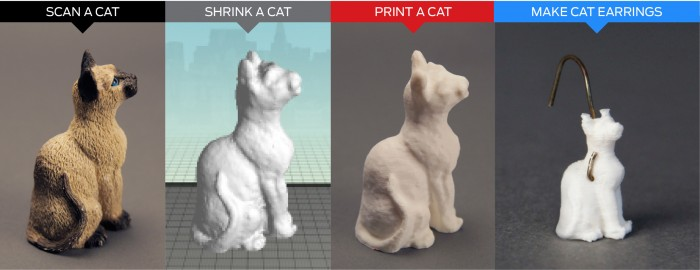 SCAN A CAT
SHRINK A CAT
PRINT A CAT
MAKE CAT EARRINGS